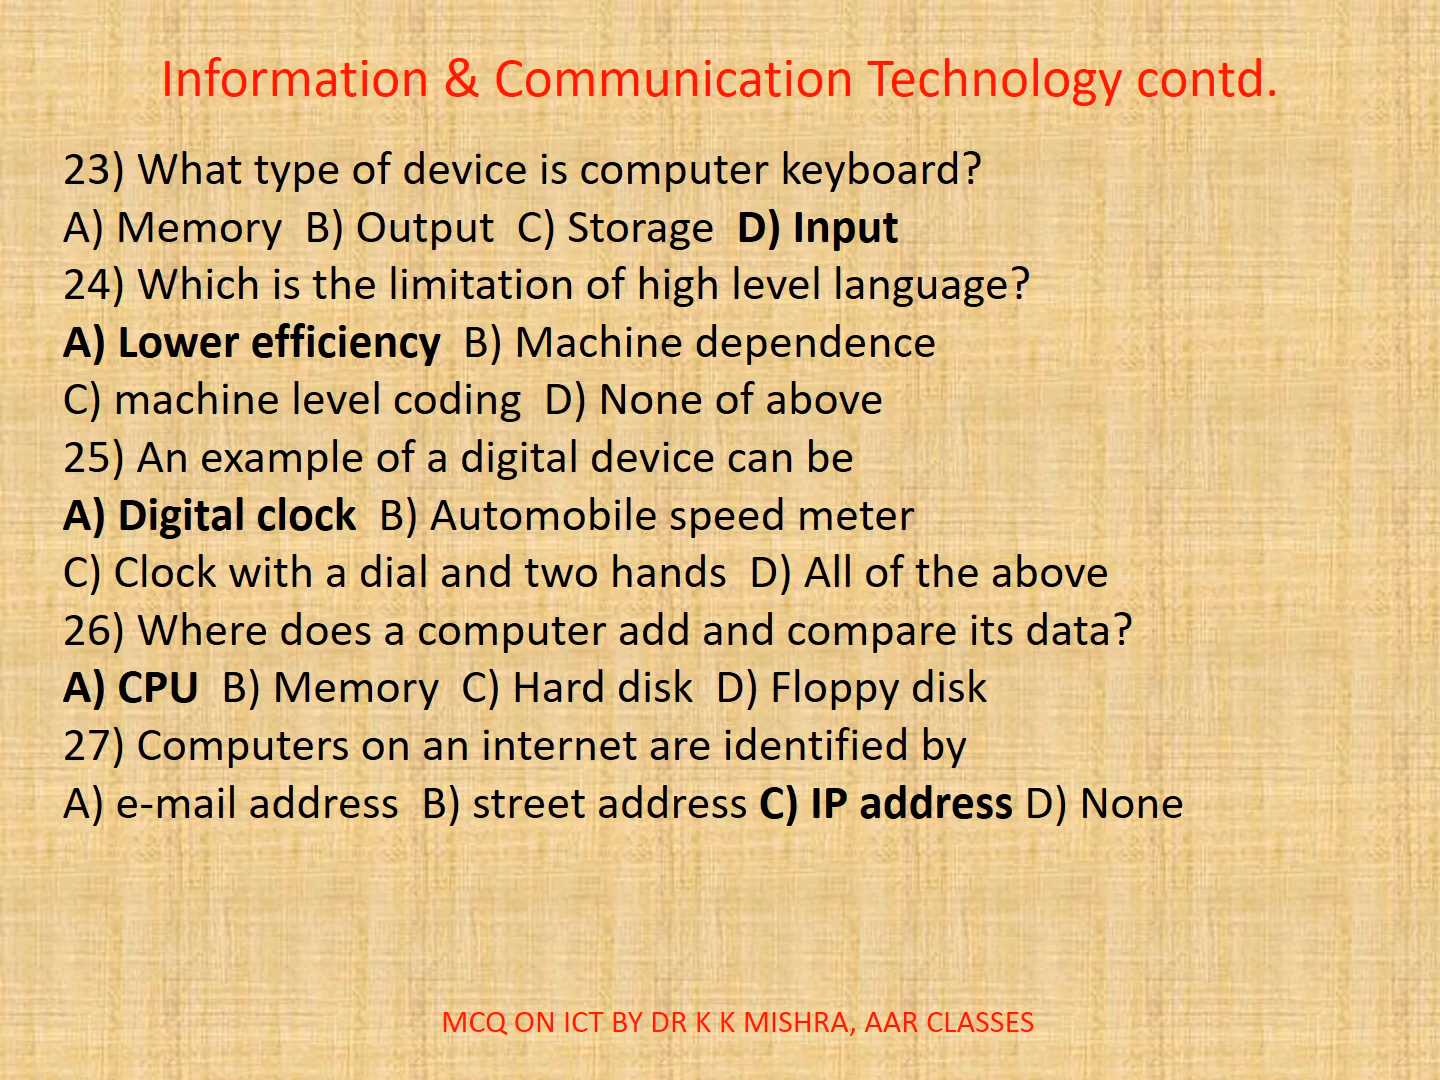 Information & Communication Technology contd.
23) What type of device is computer keyboard?
A) Memory  B) Output  C) Storage  D) Input
24) Which is the limitation of high level language?
A) Lower efficiency  B) Machine dependence
C) machine level coding  D) None of above
25) An example of a digital device can be
A) Digital clock  B) Automobile speed meter
C) Clock with a dial and two hands  D) All of the above
26) Where does a computer add and compare its data?
A) CPU  B) Memory  C) Hard disk  D) Floppy disk
27) Computers on an internet are identified by
A) e-mail address  B) street address C) IP address D) None
MCQ ON ICT BY DR K K MISHRA, AAR CLASSES